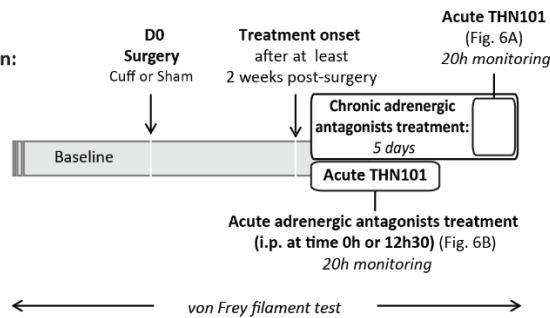 n:
D0
Surgery
Cuff or Sham
Treatment onset
after at least
2 weeks post-surgery
Acute THN101
(Fig. 6A)
20h monitoring
Chronic adrenergic
antagonists treatment:
5 days
Baseline
Acute THN101
Acute adrenergic antagonists treatment
(i.p. at time 0h or 12h30) (Fig. 6B)
20h monitoring
von Frey filament test